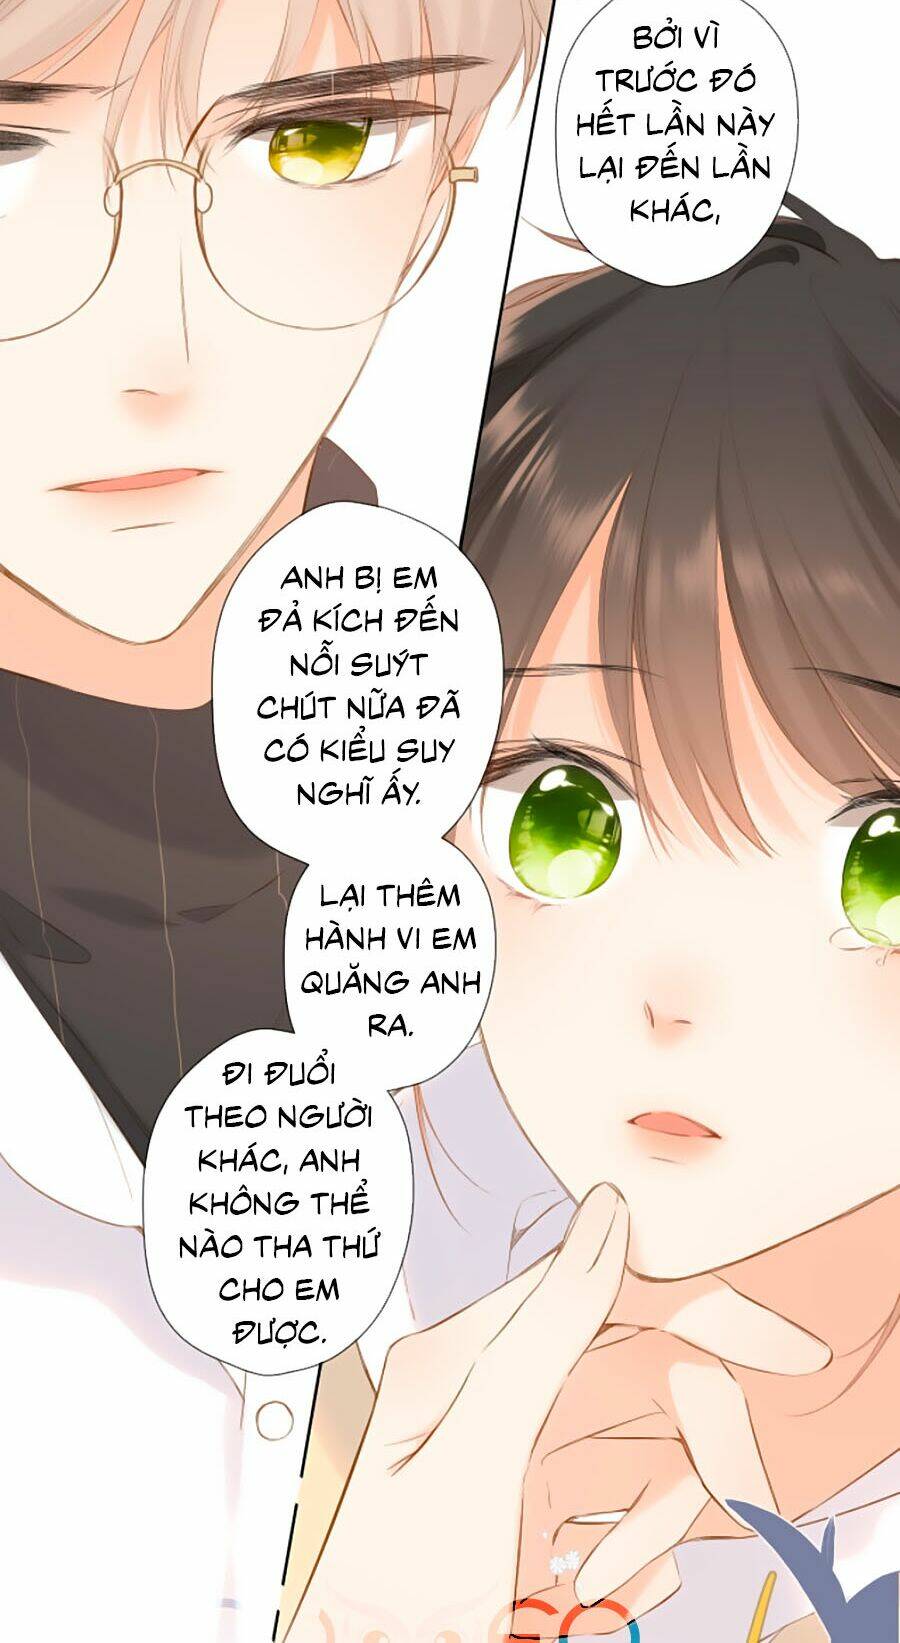 BỞI VÌ
TRƯỚC ĐÓ
HẾT LẦN NÀY
LẠI ĐẾN LẦN
KHÁC,
ANH BỊ EM
ĐẢ KÍCH ĐẾN
NỖI SUÝT
CHÚT NỮA ĐÃ
CÓ KIỂU SUY
NGHĨ ẤY.
LẠI THÊM
HÀNH VI EM
QUĂNG ANH
RA.
ĐI ĐUỔI
THEO NGƯỜI
KHÁC, ANH
KHÔNG THỂ
NÀO THA THỨ
CHO EM
ĐƯỢC.